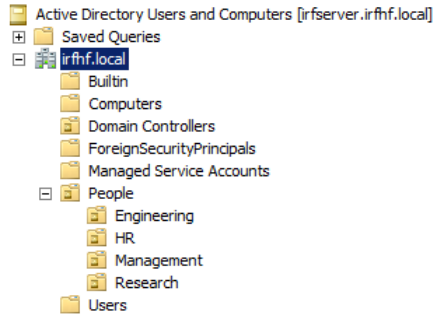 Active Directory Users and Computers [irfserver.irfhf.local]
Saved Queries
irfhf.local
Builtin
Computers
Domain Controllers
ForeignSecurityPrincipals
Managed Service Accounts
People
Engineering
HR
Management
Research
Users